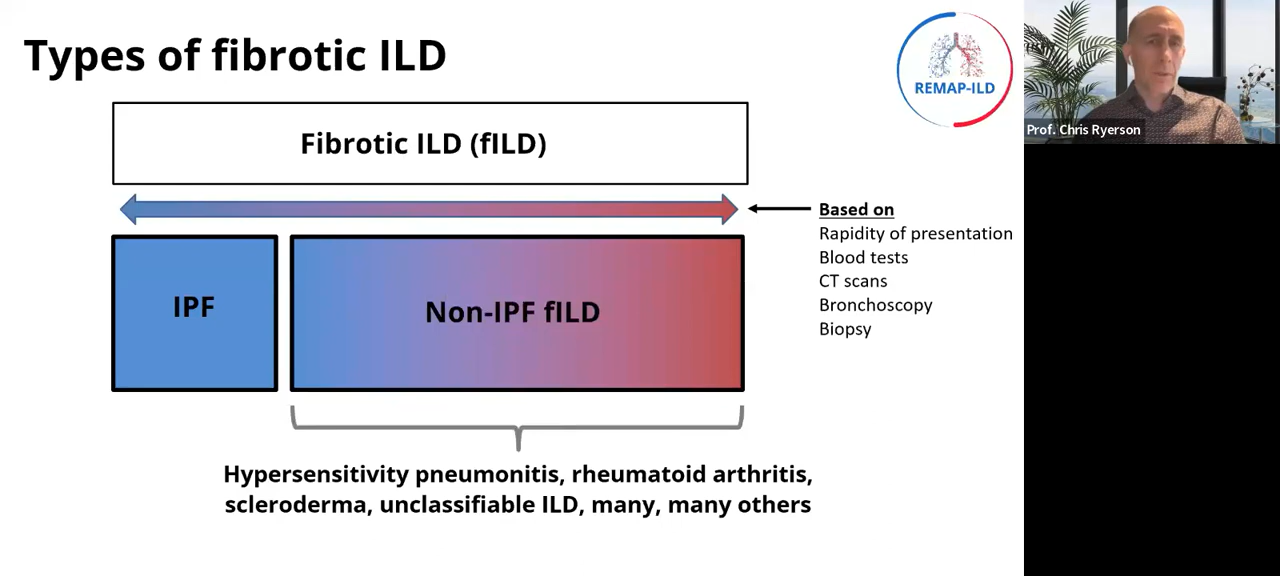 Types of fibrotic ILD
REMAP-ILD
Prof. Chris Ryerson
Fibrotic ILD (fILD)
Based on
Rapidity of presentation
Blood tests
CT scans
Bronchoscopy
Biopsy
IPF
Non-IPF fILD
Hypersensitivity pneumonitis, rheumatoid arthritis,
scleroderma, unclassifiable ILD, many, many others